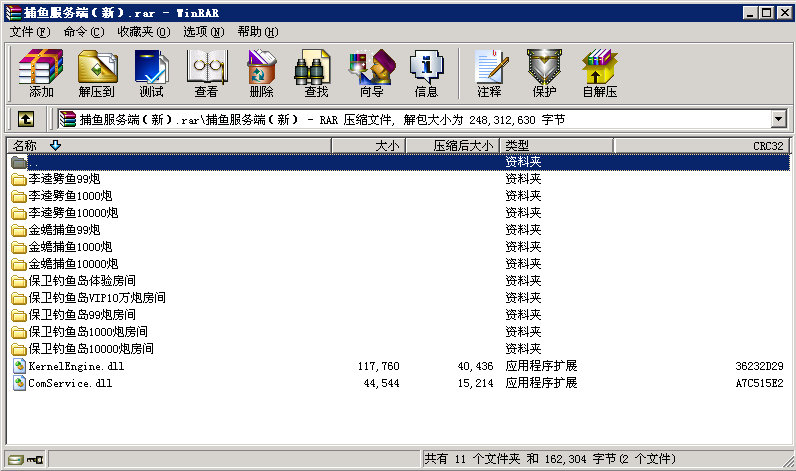 捕鱼服务端(新).rar - WinRAR
文件(F) 命令(C) 收藏夹(O) 选项(N) 帮助(H)
添加 解压到 测试 查看 删除 查找 向导 信息 注释 保护 自解压
捕鱼服务端(新).rar\捕鱼服务端(新) - RAR 压缩文件, 解包大小为 248,312,630 字节
名称 大小 压缩后大小 类型 CRC32
.. 资料夹
李逵劈鱼99炮 资料夹
李逵劈鱼1000炮 资料夹
李逵劈鱼10000炮 资料夹
金蟾捕鱼99炮 资料夹
金蟾捕鱼1000炮 资料夹
金蟾捕鱼10000炮 资料夹
保卫钓鱼岛体验房间 资料夹
保卫钓鱼岛VIP10万炮房间 资料夹
保卫钓鱼岛99炮房间 资料夹
保卫钓鱼岛1000炮房间 资料夹
保卫钓鱼岛10000炮房间 资料夹
KernelEngine.dll 117,760 40,436 应用程序扩展 36232D29
ComService.dll 44,544 15,214 应用程序扩展 A7C515E2
共有 11 个文件夹 和 162,304 字节(2 个文件)